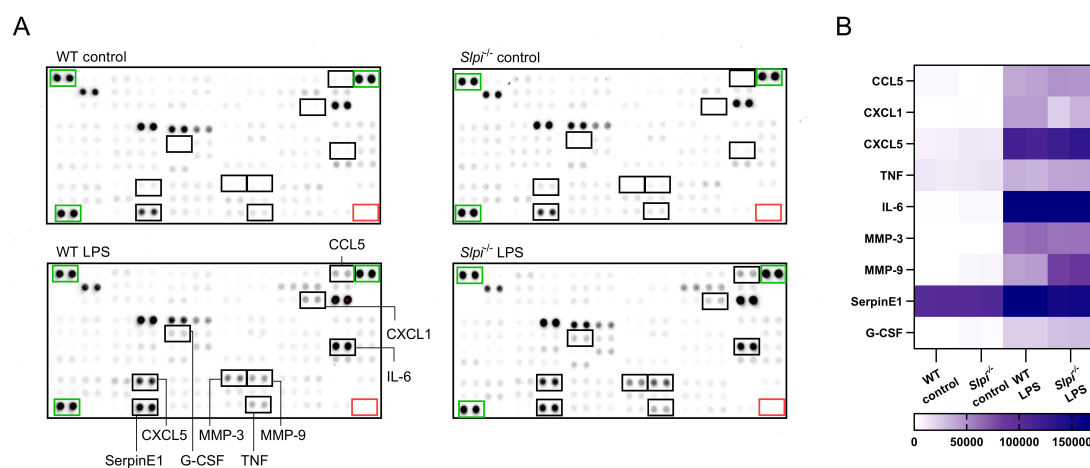 A
B
WT control
Slpi-/- control
WT LPS
Slpi-/- LPS
CCL5
CXCL1
IL-6
CXCL5 MMP-3 MMP-9
SerpinE1 G-CSF TNF
CCL5
CXCL1
CXCL5
TNF
IL-6
MMP-3
MMP-9
SerpinE1
G-CSF
WT control
Slpi-/- control
WT LPS
Slpi-/- LPS
0 50000 100000 150000